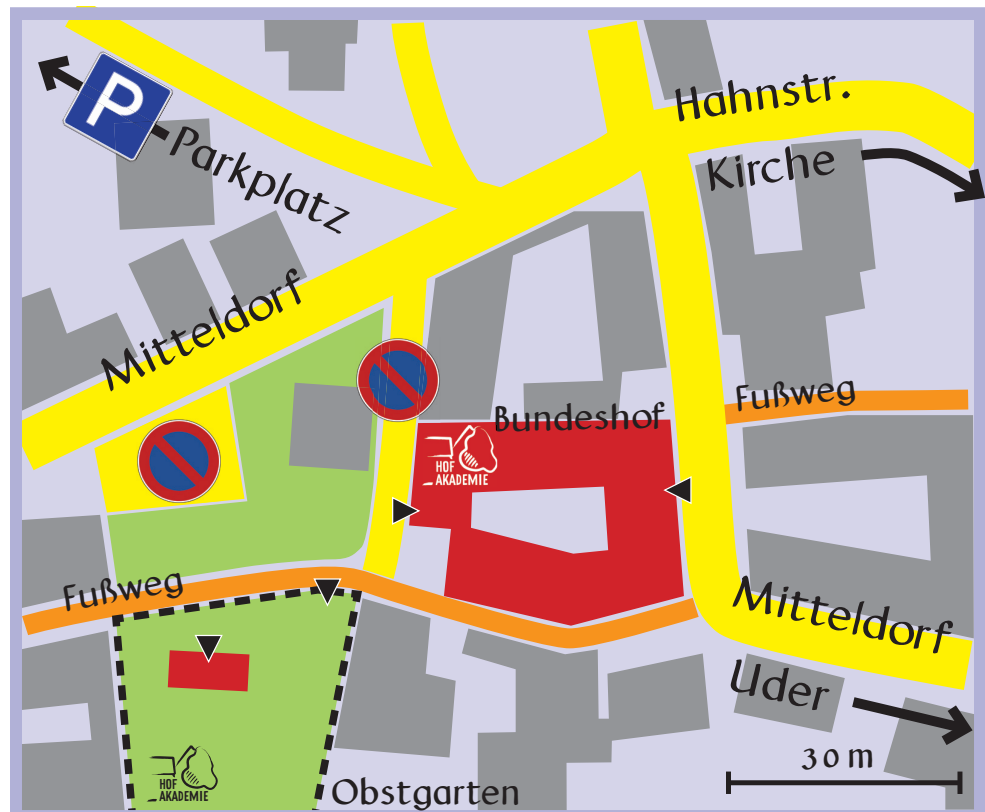 Hahnstr.
P
Parkplatz
Kirche
Mitteldorf
Fußweg
Bundeshof
HOF
AKADEMIE
Fußweg
Mitteldorf
Uder
30 m
HOF
AKADEMIE
Obstgarten